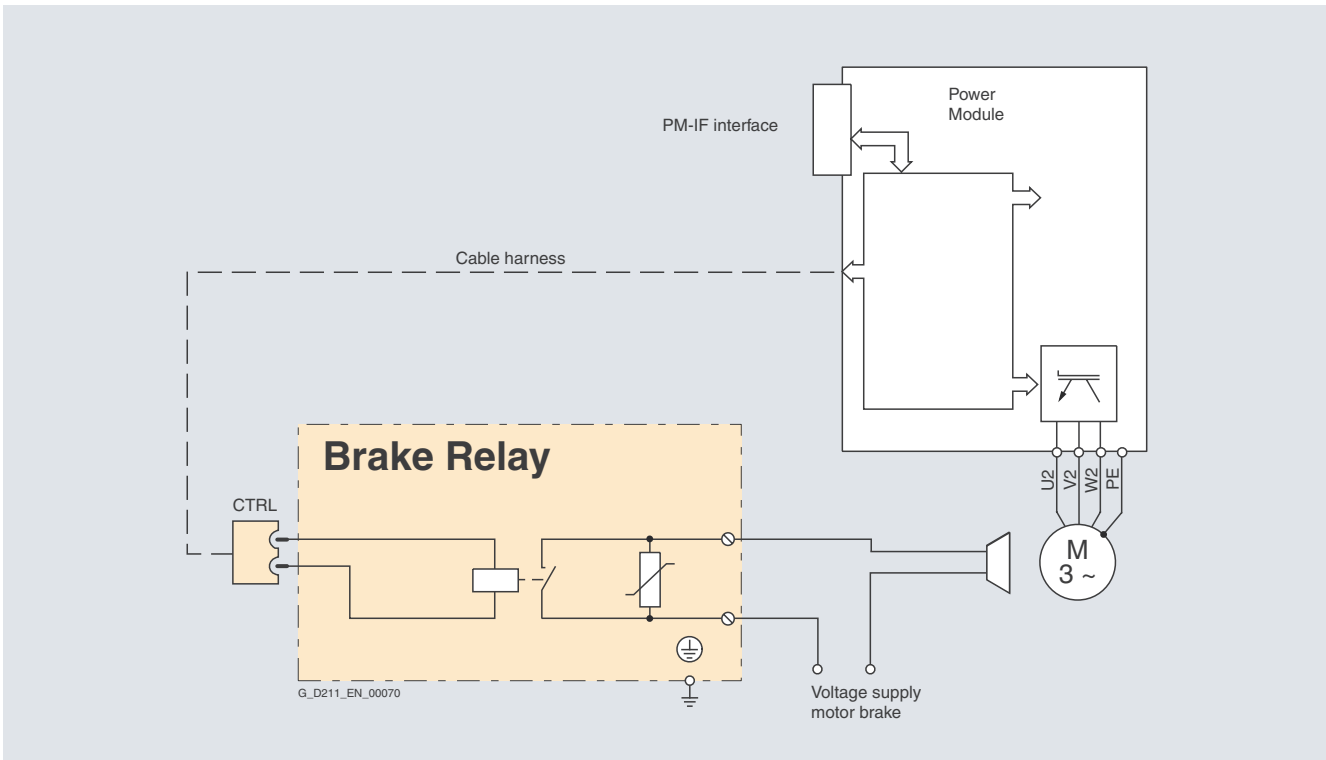 Power
Module
PM-IF interface
Cable harness
Brake Relay
CTRL
U2
V2
W2
PE
M
3 ~
G_D211_EN_00070
Voltage supply
motor brake